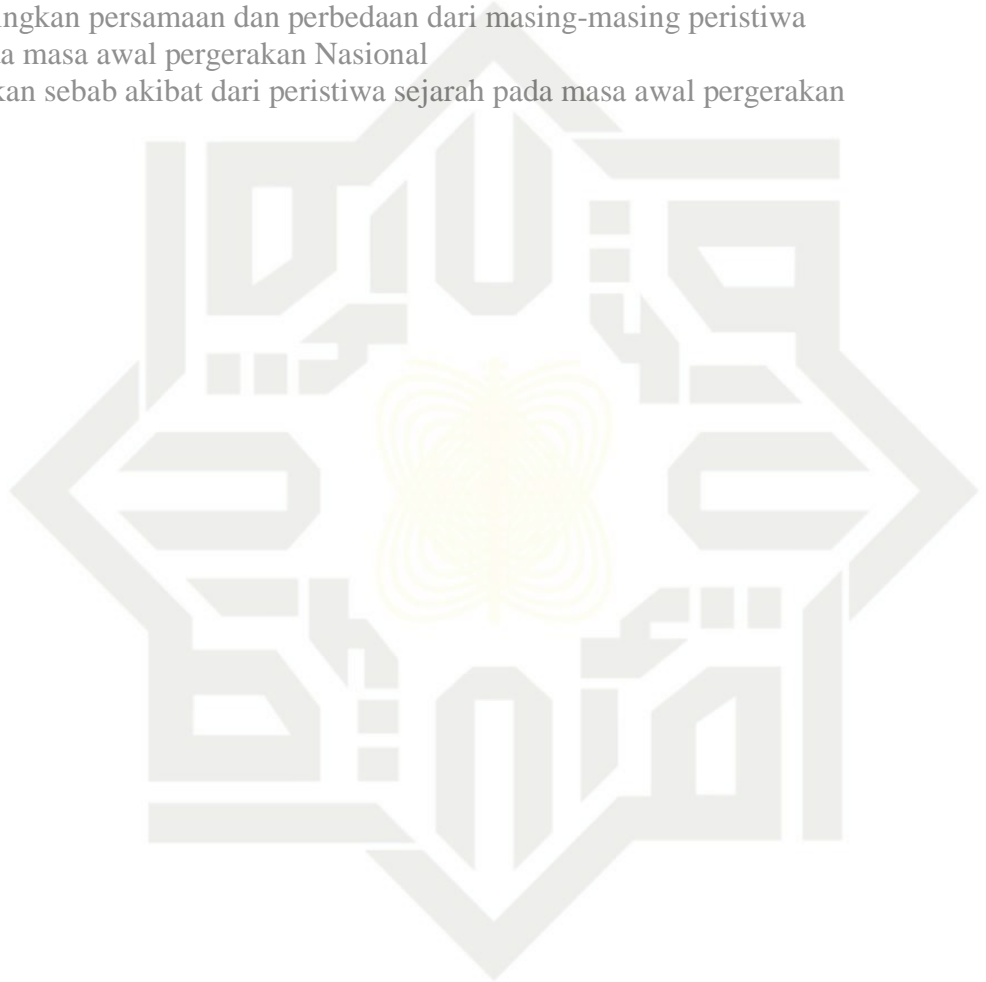 ngkan persamaan dan perbedaan dari masing-masing peristiwa
a masa awal pergerakan Nasional
kan sebab akibat dari peristiwa sejarah pada masa awal pergerakan